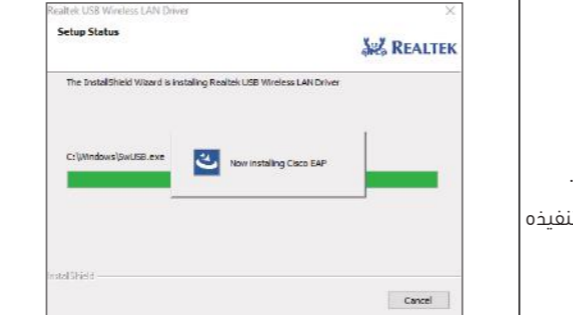 Realtek USB Wireless LAN Driver
Setup Status
REALTEK
The InstallShield Wizard is installing Realtek USB Wireless LAN Driver
C:\Windows\SwUSB.exe
Now installing Cisco EAP
InstallShield
Cancel